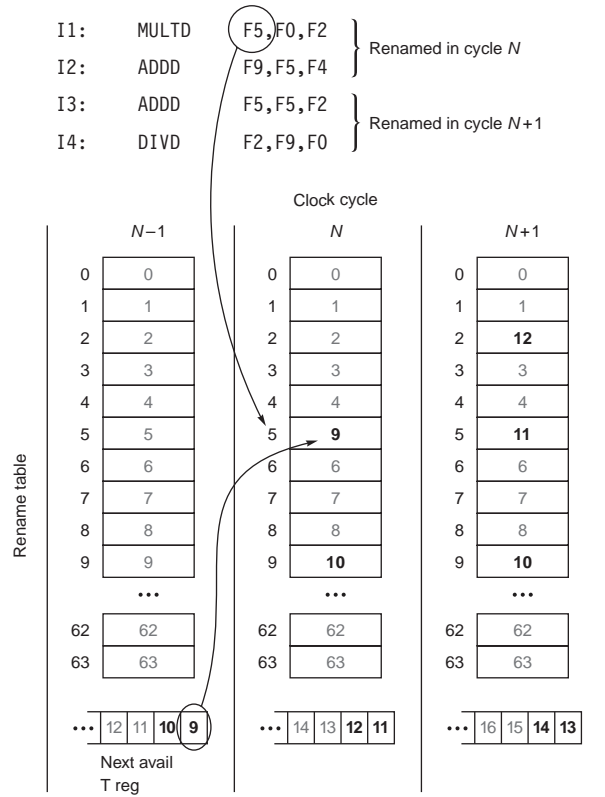 I1: MULTD F5,F0,F2
I2: ADDD F9,F5,F4
Renamed in cycle N
I3: ADDD F5,F5,F2
I4: DIVD F2,F9,F0
Renamed in cycle N+1
Clock cycle
N–1 N N+1
0 0 0 0 0 0
1 1 1 1 1 1
2 2 2 2 2 12
3 3 3 3 3 3
4 4 4 4 4 4
5 5 5 9 5 11
6 6 6 6 6 6
7 7 7 7 7 7
8 8 8 8 8 8
9 9 9 10 9 10
••• ••• •••
62 62 62 62 62 62
63 63 63 63 63 63
Rename table
••• 12 11 10 9 ••• 14 13 12 11 ••• 16 15 14 13
Next avail
T reg